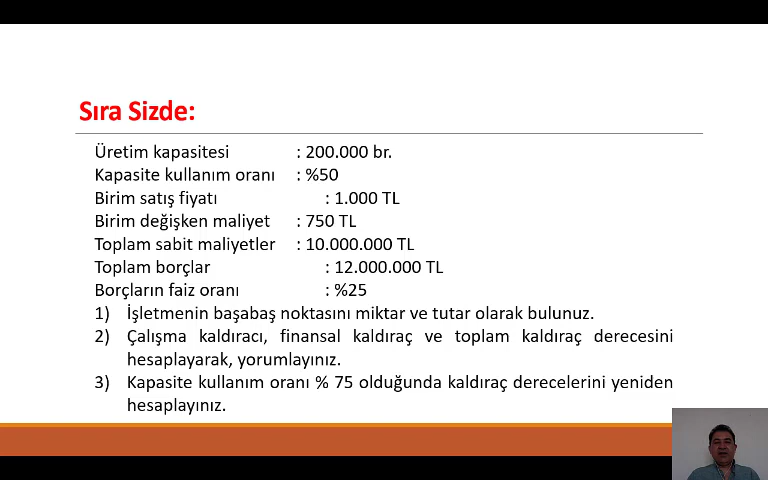 Sıra Sizde:
Üretim kapasitesi : 200.000 br.
Kapasite kullanım oranı : %50
Birim satış fiyatı : 1.000 TL
Birim değişken maliyet : 750 TL
Toplam sabit maliyetler : 10.000.000 TL
Toplam borçlar : 12.000.000 TL
Borçların faiz oranı : %25
1) İşletmenin başabaş noktasını miktar ve tutar olarak bulunuz.
2) Çalışma kaldıracı, finansal kaldıraç ve toplam kaldıraç derecesini
hesaplayarak, yorumlayınız.
3) Kapasite kullanım oranı % 75 olduğunda kaldıraç derecelerini yeniden
hesaplayınız.